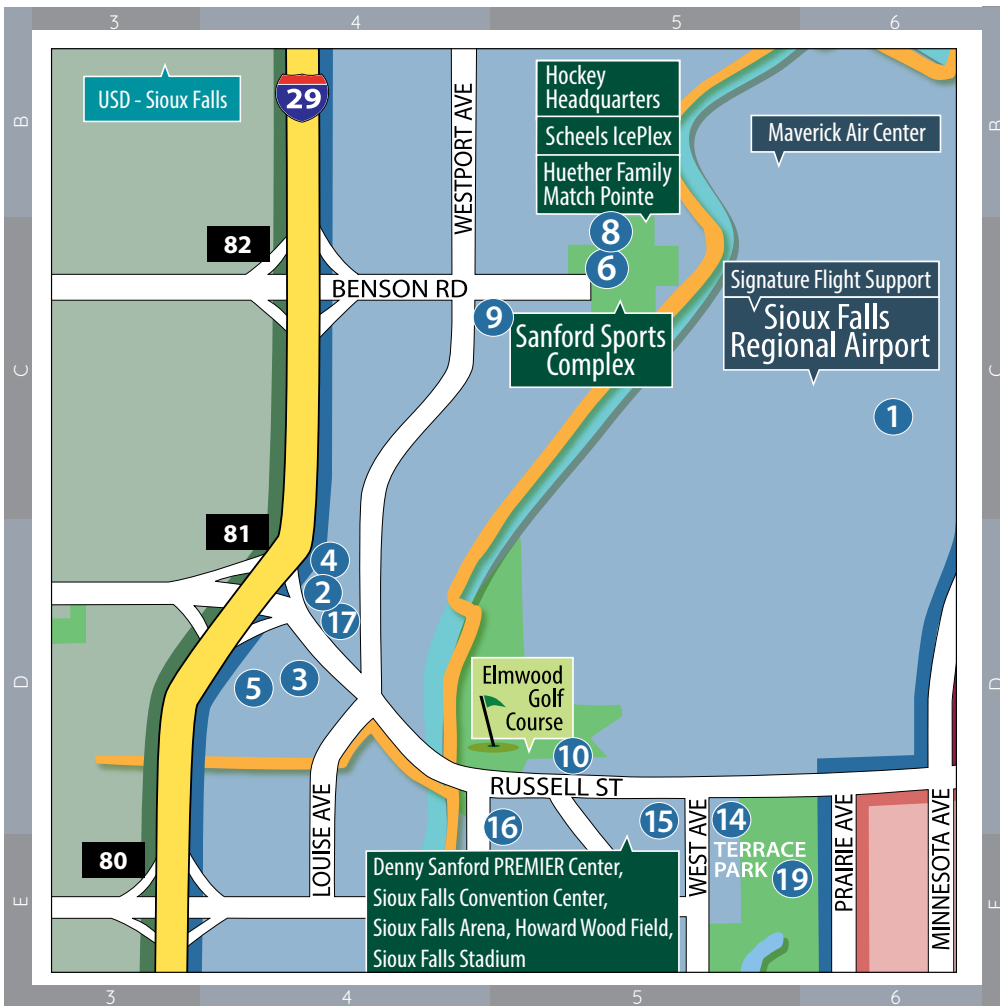 3
4
5
6
B
B
C
C
D
D
E
E
USD - Sioux Falls
29
WESTPORT AVE
Hockey
Headquarters
Scheels IcePlex
Huether Family
Match Pointe
Maverick Air Center
82
8
6
BENSON RD
9
Sanford Sports
Complex
Signature Flight Support
Sioux Falls
Regional Airport
1
81
4
2
17
5
3
Elmwood
Golf
Course
10
RUSSELL ST
LOUISE AVE
16
15
WEST AVE
14
TERRACE
PARK
19
PRAIRIE AVE
MINNESOTA AVE
80
Denny Sanford PREMIER Center,
Sioux Falls Convention Center,
Sioux Falls Arena, Howard Wood Field,
Sioux Falls Stadium
3
4
5
6